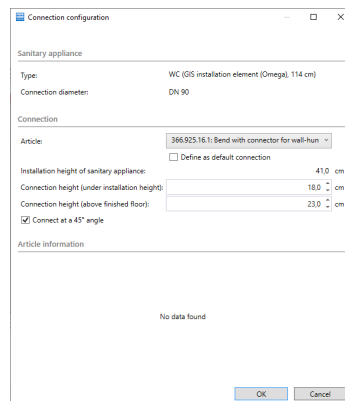 Connection configuration
Sanitary appliance
Type: WC (GIS installation element (Omega), 114 cm)
Connection diameter: DN 90
Connection
Article: 366.925.16.1: Bend with connector for wall-hun
Define as default connection
Installation height of sanitary appliance: 41,0 cm
Connection height (under installation height): 18,0 cm
Connection height (above finished floor): 23,0 cm
Connect at a 45° angle
Article information
No data found
OK Cancel